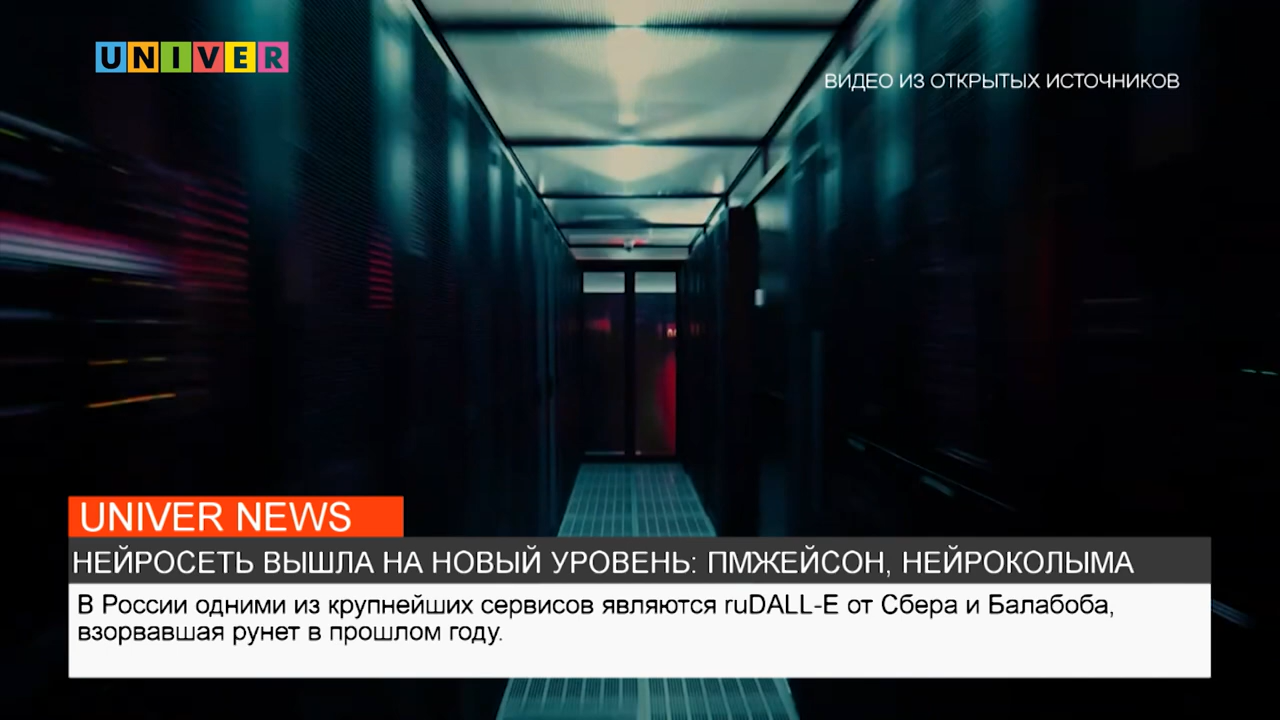 UNIVER
ВИДЕО ИЗ ОТКРЫТЫХ ИСТОЧНИКОВ
UNIVER NEWS
НЕЙРОСЕТЬ ВЫШЛА НА НОВЫЙ УРОВЕНЬ: ПМЖЕЙСОН, НЕЙРОКОЛЫМА
В России одними из крупнейших сервисов являются ruDALL-E от Сбера и Балабоба,
взорвавшая рунет в прошлом году.